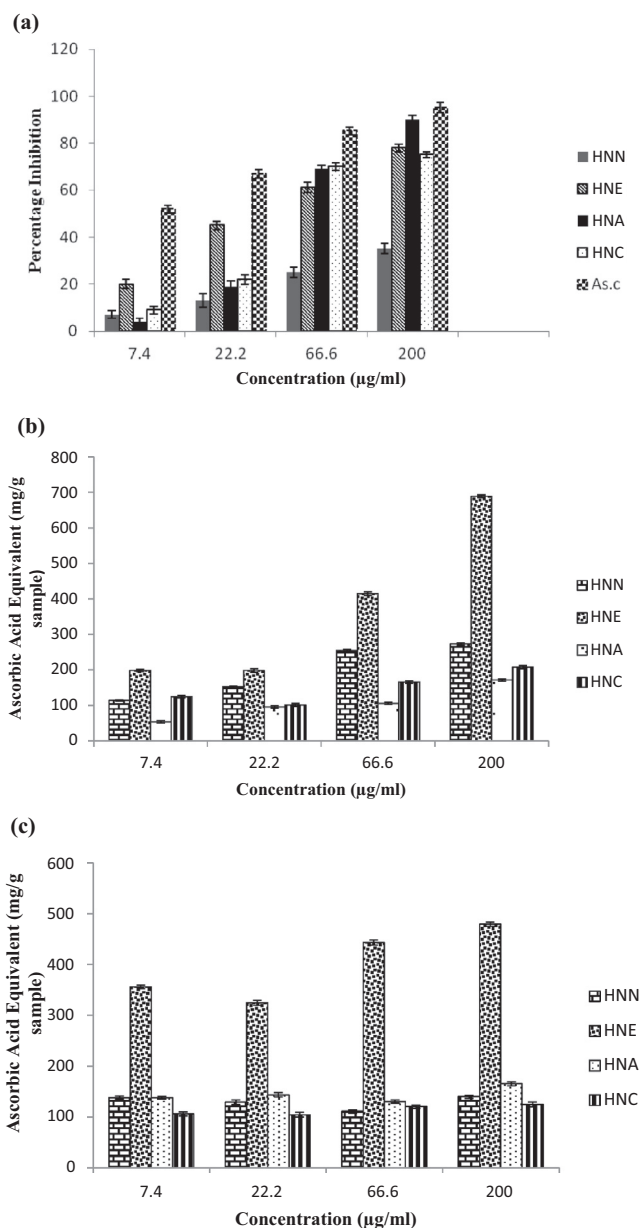 (a)
120
100
80
60
40
20
0
Percentage Inhibition
7.4 22.2 66.6 200
Concentration (µg/ml)
HNN
HNE
HNA
HNC
As.c
(b)
800
700
600
500
400
300
200
100
0
Ascorbic Acid Equivalent (mg/g
sample)
7.4 22.2 66.6 200
Concentration (µg/ml)
HNN
HNE
HNA
HNC
(c)
600
500
400
300
200
100
0
Ascorbic Acid Equivalent (mg/g
sample)
7.4 22.2 66.6 200
Concentration (µg/ml)
HNN
HNE
HNA
HNC